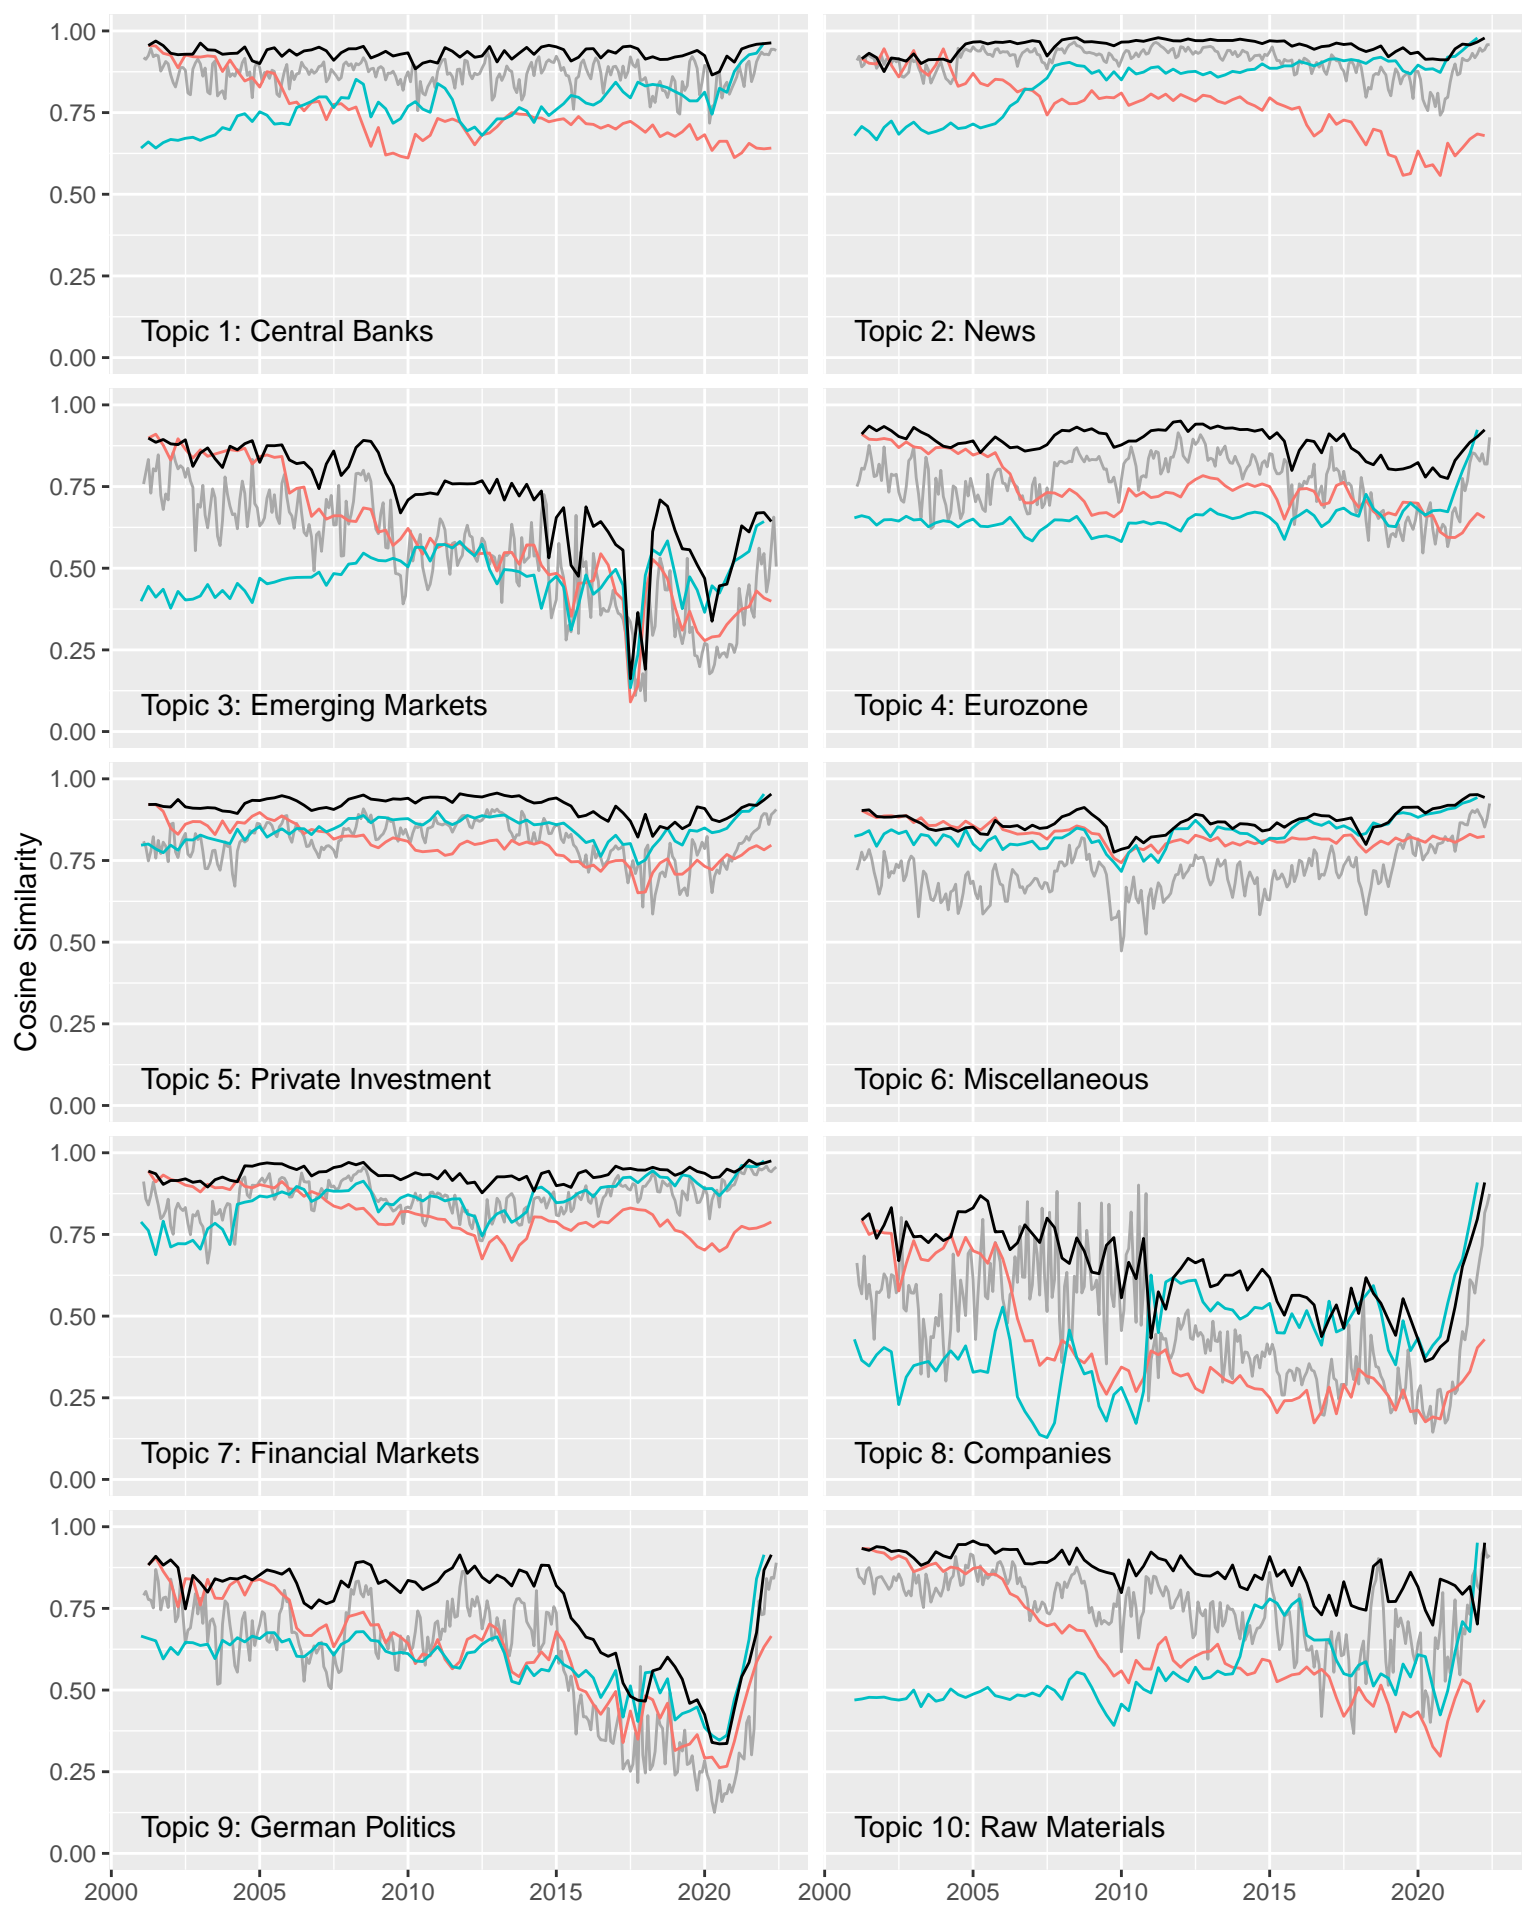 Cosine Similarity
1.00
0.75
0.50
0.25
0.00
Topic 1: Central Banks
Topic 2: News
1.00
0.75
0.50
0.25
0.00
Topic 3: Emerging Markets
Topic 4: Eurozone
1.00
0.75
0.50
0.25
0.00
Topic 5: Private Investment
Topic 6: Miscellaneous
1.00
0.75
0.50
0.25
0.00
Topic 7: Financial Markets
Topic 8: Companies
1.00
0.75
0.50
0.25
0.00
Topic 9: German Politics
Topic 10: Raw Materials
2000 2005 2010 2015 2020
2000 2005 2010 2015 2020